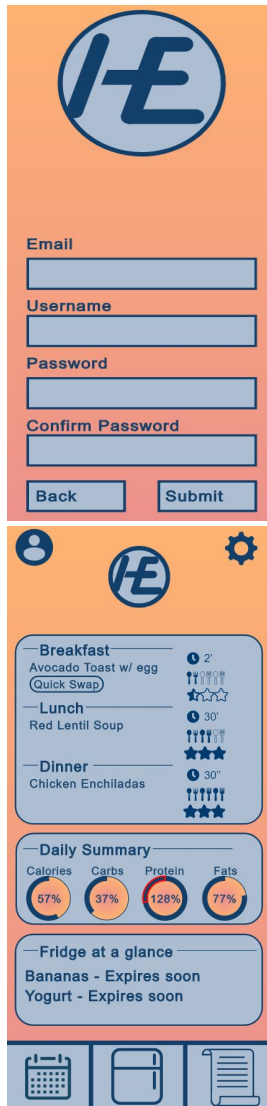 HE
Email
Username
Password
Confirm Password
Back Submit
HE
Breakfast
Avocado Toast w/ egg
2'
Quick Swap
Lunch
Red Lentil Soup
30'
Dinner
Chicken Enchiladas
30"
Daily Summary
Calories Carbs Protein Fats
57% 37% 128% 77%
Fridge at a glance
Bananas - Expires soon
Yogurt - Expires soon